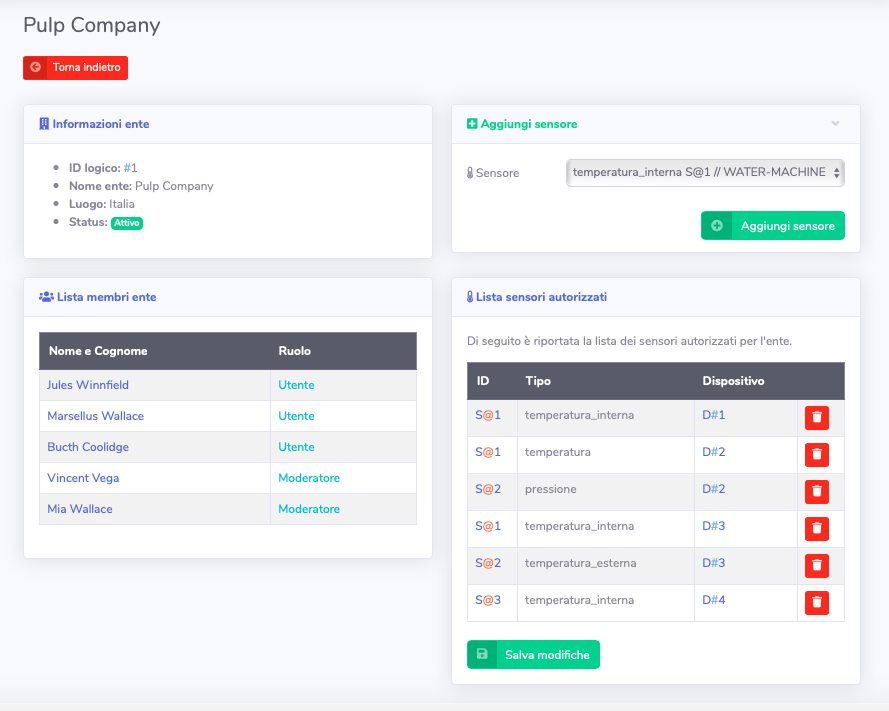 Pulp Company
Torna indietro
Informazioni ente
ID logico: #1
Nome ente: Pulp Company
Luogo: Italia
Status: Attivo
Aggiungi sensore
Sensore temperatura_interna S@1 // WATER-MACHINE
Aggiungi sensore
Lista membri ente
Nome e Cognome Ruolo
Jules Winnfield Utente
Marsellus Wallace Utente
Bucth Coolidge Utente
Vincent Vega Moderatore
Mia Wallace Moderatore
Lista sensori autorizzati
Di seguito è riportata la lista dei sensori autorizzati per l'ente.
ID Tipo Dispositivo
S@1 temperatura_interna D#1
S@1 temperatura D#2
S@2 pressione D#2
S@1 temperatura_interna D#3
S@2 temperatura_esterna D#3
S@3 temperatura_interna D#4
Salva modifiche